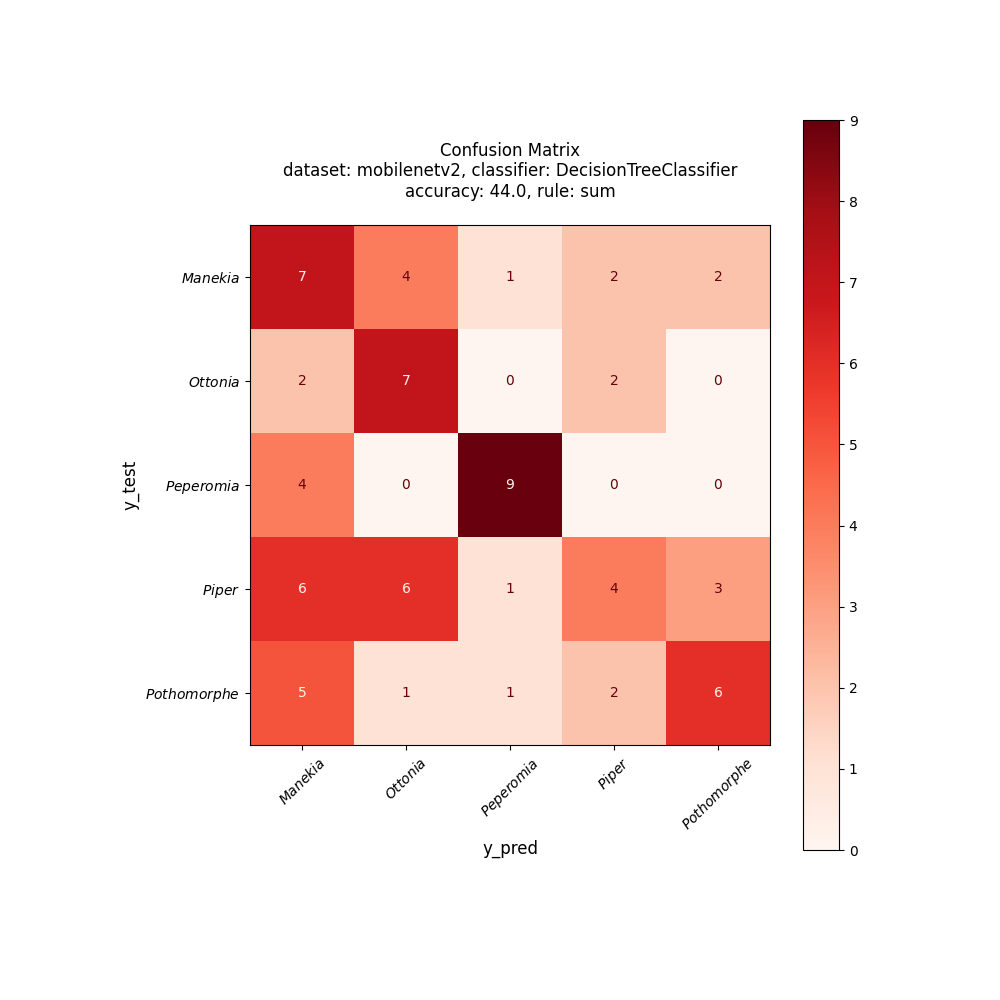 Confusion Matrix
dataset: mobilenetv2, classifier: DecisionTreeClassifier
accuracy: 44.0, rule: sum
y_test
Manekia 7 4 1 2 2
Ottonia 2 7 0 2 0
Peperomia 4 0 9 0 0
Piper 6 6 1 4 3
Pothomorphe 5 1 1 2 6
Manekia Ottonia Peperomia Piper Pothomorphe
y_pred
9
8
7
6
5
4
3
2
1
0